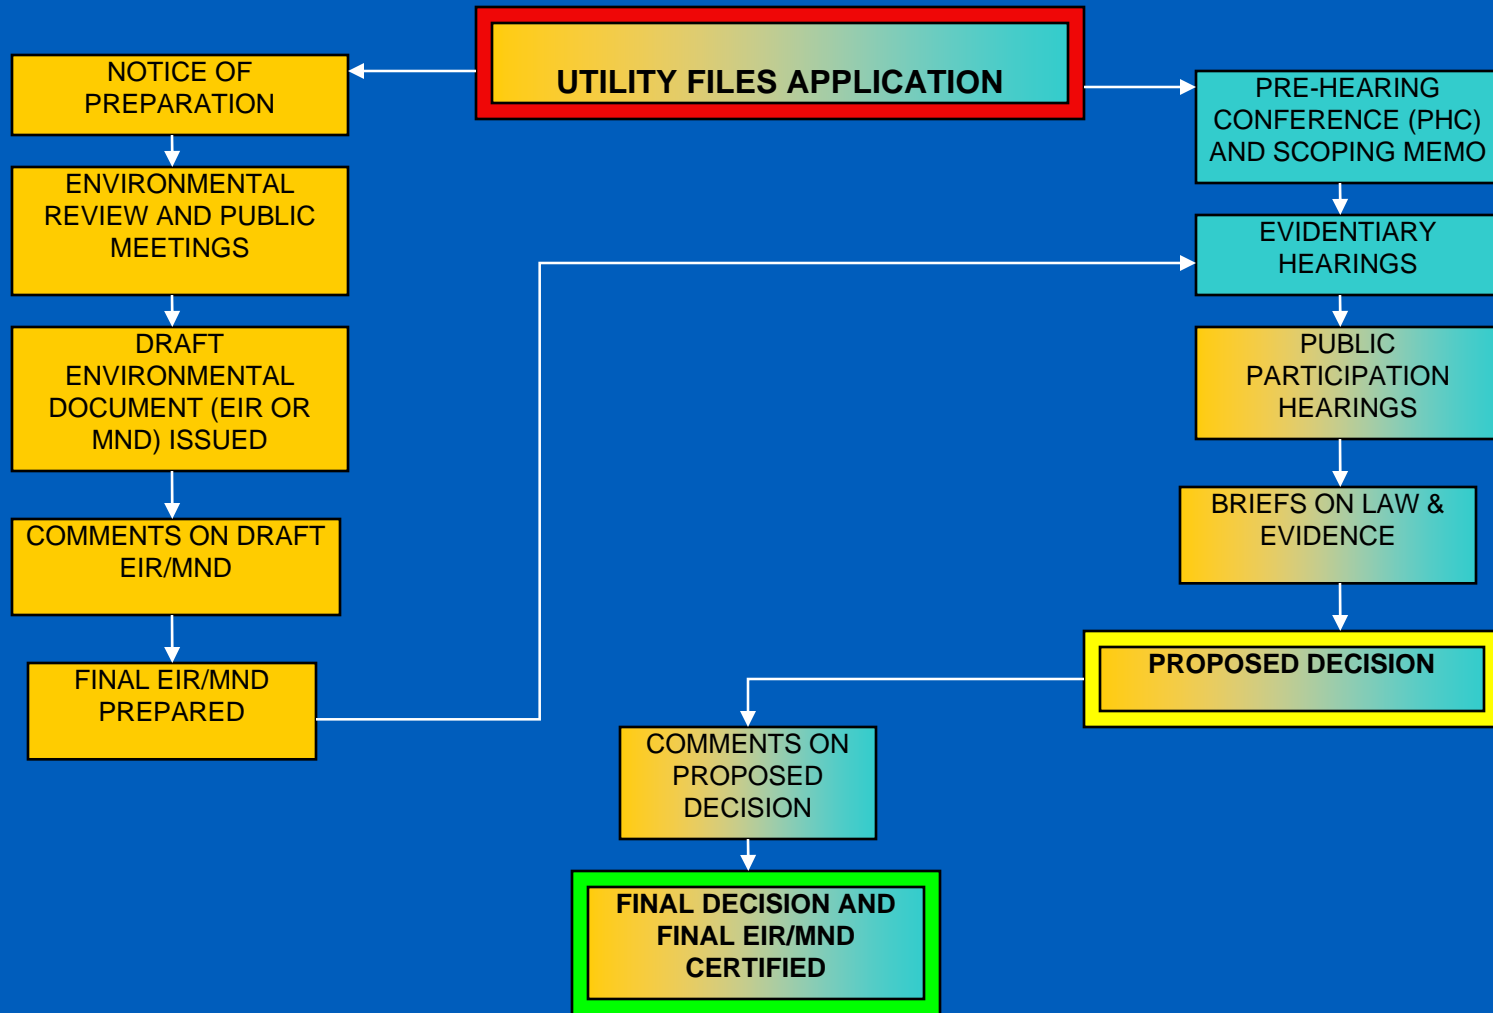 UTILITY FILES APPLICATION
NOTICE OF
PREPARATION
ENVIRONMENTAL
REVIEW AND PUBLIC
MEETINGS
DRAFT
ENVIRONMENTAL
DOCUMENT (EIR OR
MND) ISSUED
COMMENTS ON DRAFT
EIR/MND
FINAL EIR/MND
PREPARED
PRE-HEARING
CONFERENCE (PHC)
AND SCOPING MEMO
EVIDENTIARY
HEARINGS
PUBLIC
PARTICIPATION
HEARINGS
BRIEFS ON LAW &
EVIDENCE
PROPOSED DECISION
COMMENTS ON
PROPOSED
DECISION
FINAL DECISION AND
FINAL EIR/MND
CERTIFIED